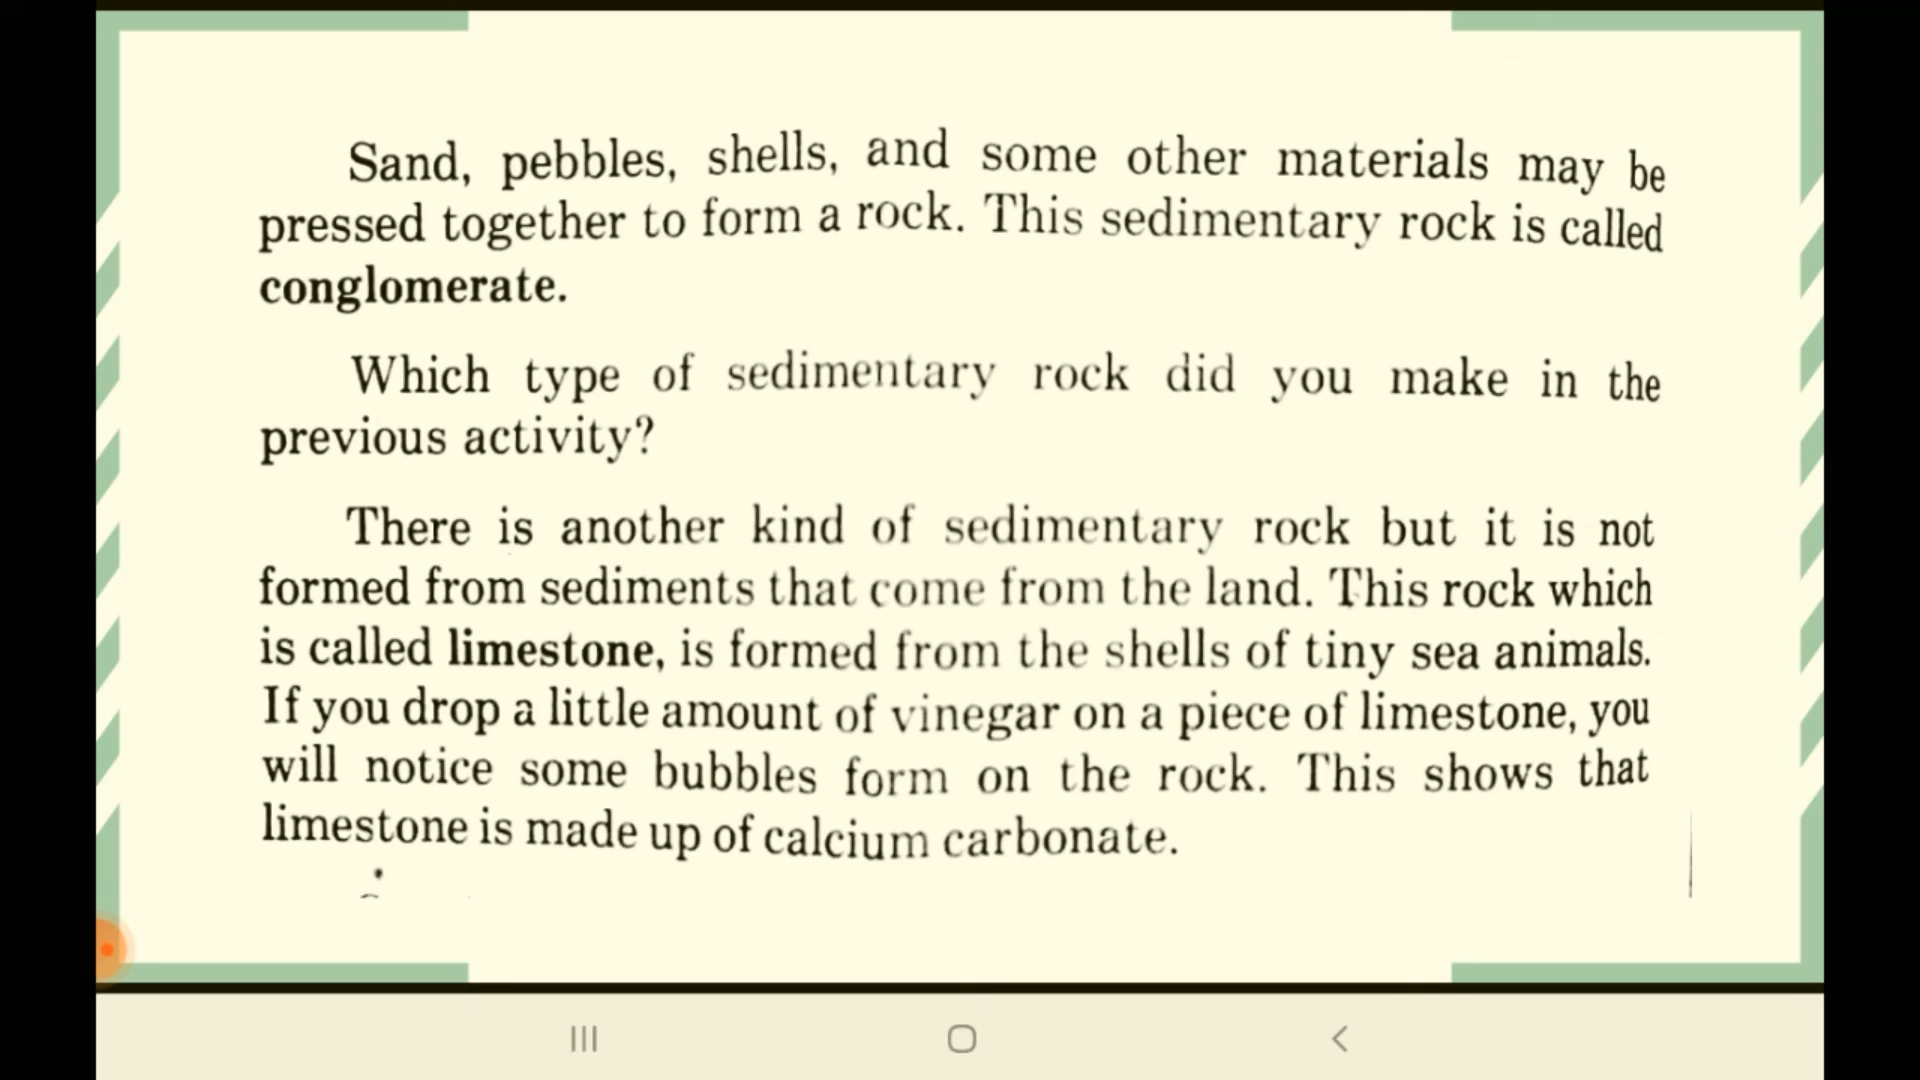 Sand, pebbles, shells, and some other materials may be
pressed together to form a rock. This sedimentary rock is called
conglomerate.
Which type of sedimentary rock did you make in the
previous activity?
There is another kind of sedimentary rock but it is not
formed from sediments that come from the land. This rock which
is called limestone, is formed from the shells of tiny sea animals.
If you drop a little amount of vinegar on a piece of limestone, you
will notice some bubbles form on the rock. This shows that
limestone is made up of calcium carbonate.